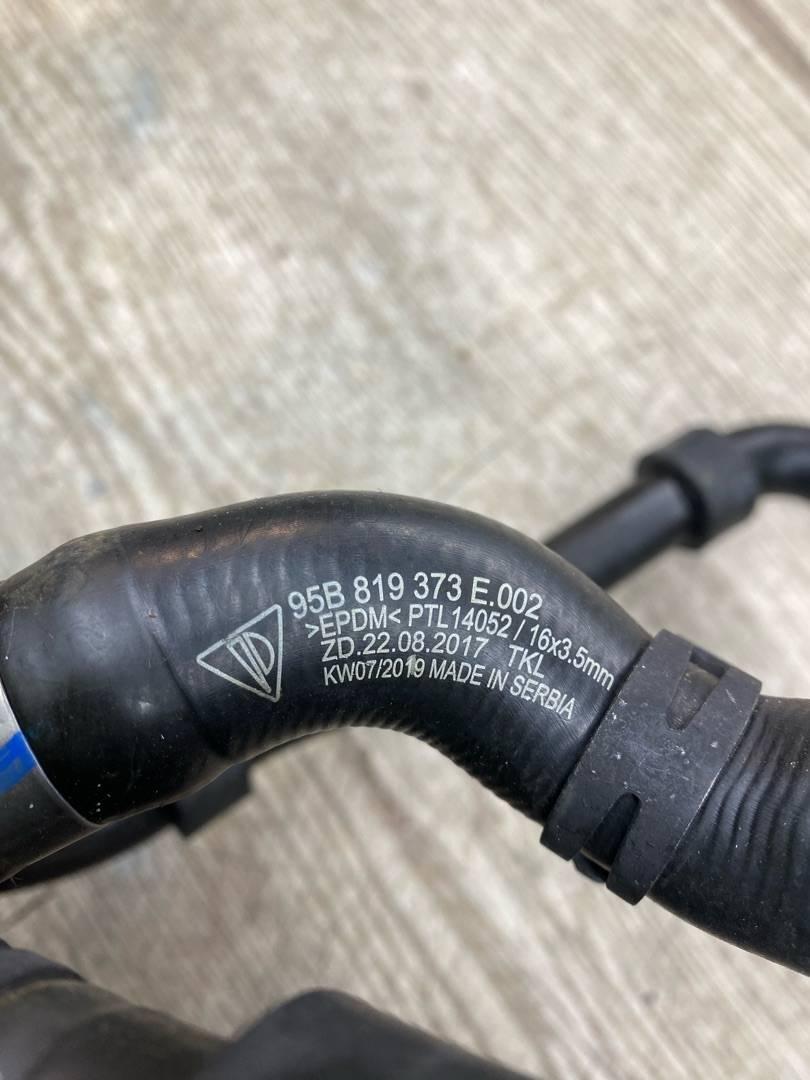 95B 819 373 E.002
>EPDM< PTL14052 / 16x3.5mm
ZD.22.08.2017 TKL
KW07/2019 MADE IN SERBIA